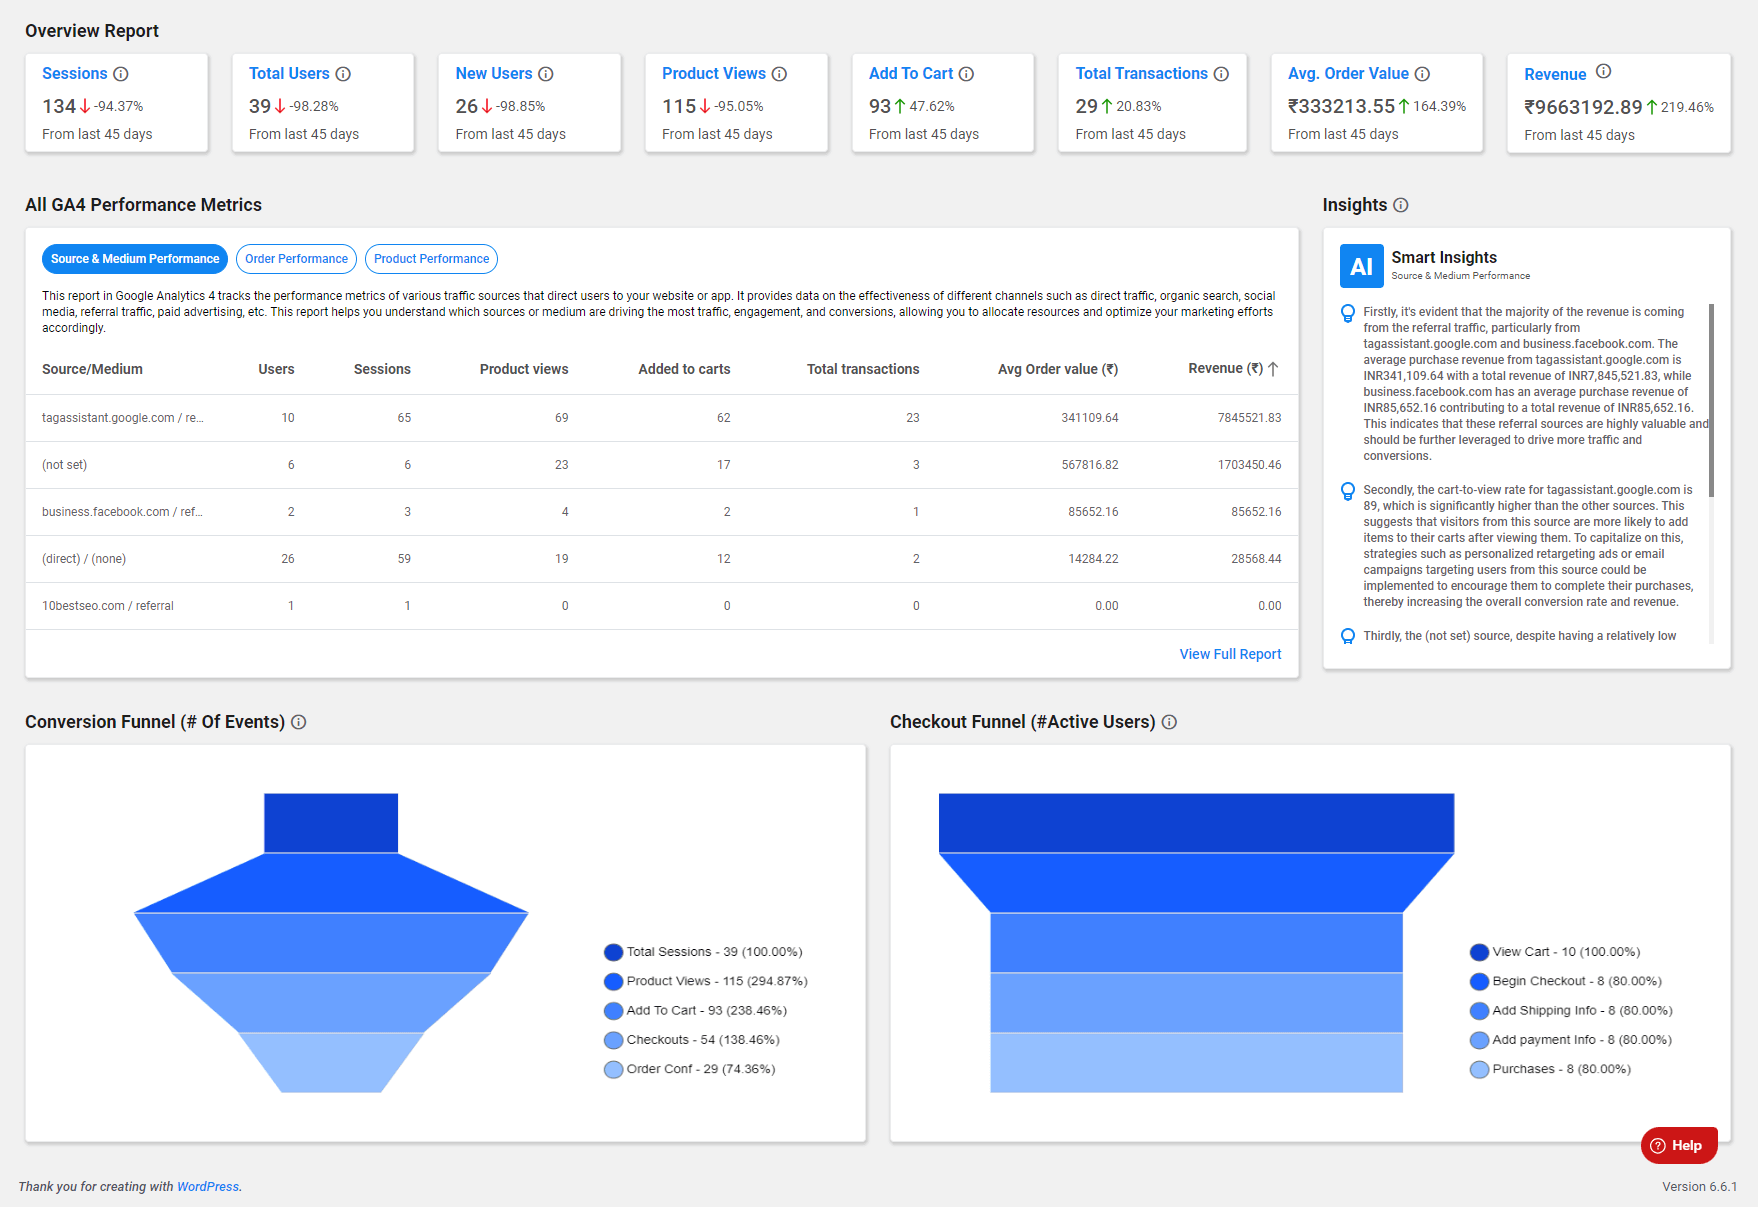 Overview Report
Sessions
134 -94.37%
From last 45 days
Total Users
39 -98.28%
From last 45 days
New Users
26 -98.85%
From last 45 days
Product Views
115 -95.05%
From last 45 days
Add To Cart
93 47.62%
From last 45 days
Total Transactions
29 20.83%
From last 45 days
Avg. Order Value
₹333213.55 164.39%
From last 45 days
Revenue
₹9663192.89 219.46%
From last 45 days
All GA4 Performance Metrics
Source & Medium Performance Order Performance Product Performance
This report in Google Analytics 4 tracks the performance metrics of various traffic sources that direct users to your website or app. It provides data on the effectiveness of different channels such as direct traffic, organic search, social
media, referral traffic, paid advertising, etc. This report helps you understand which sources or medium are driving the most traffic, engagement, and conversions, allowing you to allocate resources and optimize your marketing efforts
accordingly.
Source/Medium Users Sessions Product views Added to carts Total transactions Avg Order value (₹) Revenue (₹)
tagassistant.google.com / re... 10 65 69 62 23 341109.64 7845521.83
(not set) 6 6 23 17 3 567816.82 1703450.46
business.facebook.com / ref... 2 3 4 2 1 85652.16 85652.16
(direct) / (none) 26 59 19 12 2 14284.22 28568.44
10bestseo.com / referral 1 1 0 0 0 0.00 0.00
View Full Report
Insights
AI
Smart Insights
Source & Medium Performance
Firstly, it's evident that the majority of the revenue is coming
from the referral traffic, particularly from
tagassistant.google.com and business.facebook.com. The
average purchase revenue from tagassistant.google.com is
INR341,109.64 with a total revenue of INR7,845,521.83, while
business.facebook.com has an average purchase revenue of
INR85,652.16 contributing to a total revenue of INR85,652.16.
This indicates that these referral sources are highly valuable and
should be further leveraged to drive more traffic and
conversions.
Secondly, the cart-to-view rate for tagassistant.google.com is
89, which is significantly higher than the other sources. This
suggests that visitors from this source are more likely to add
items to their carts after viewing them. To capitalize on this,
strategies such as personalized retargeting ads or email
campaigns targeting users from this source could be
implemented to encourage them to complete their purchases,
thereby increasing the overall conversion rate and revenue.
Thirdly, the (not set) source, despite having a relatively low
Conversion Funnel (# Of Events)
Total Sessions - 39 (100.00%)
Product Views - 115 (294.87%)
Add To Cart - 93 (238.46%)
Checkouts - 54 (138.46%)
Order Conf - 29 (74.36%)
Checkout Funnel (#Active Users)
View Cart - 10 (100.00%)
Begin Checkout - 8 (80.00%)
Add Shipping Info - 8 (80.00%)
Add payment Info - 8 (80.00%)
Purchases - 8 (80.00%)
Help
Thank you for creating with WordPress.
Version 6.6.1